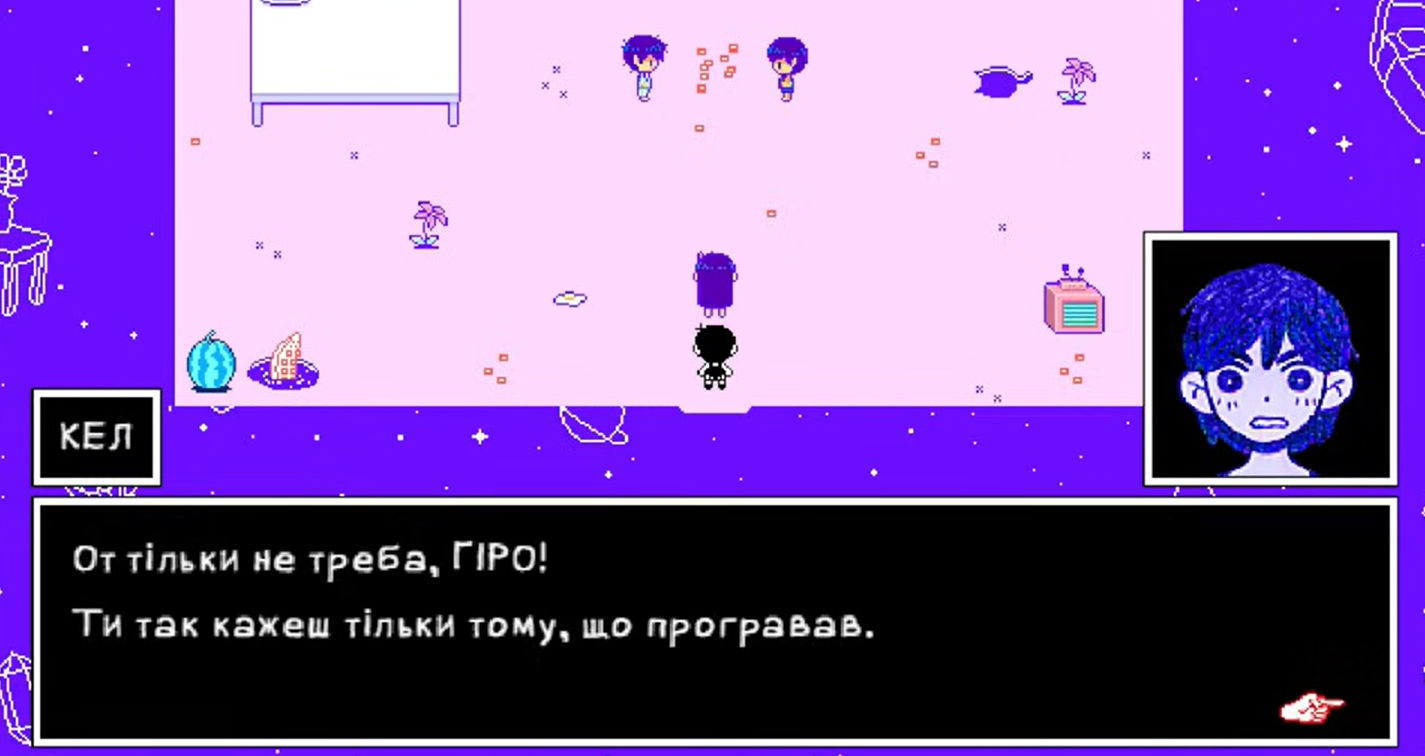 КЕЛ
От тільки не треба, ГІРО!
Ти так кажеш тільки тому, що програвав.